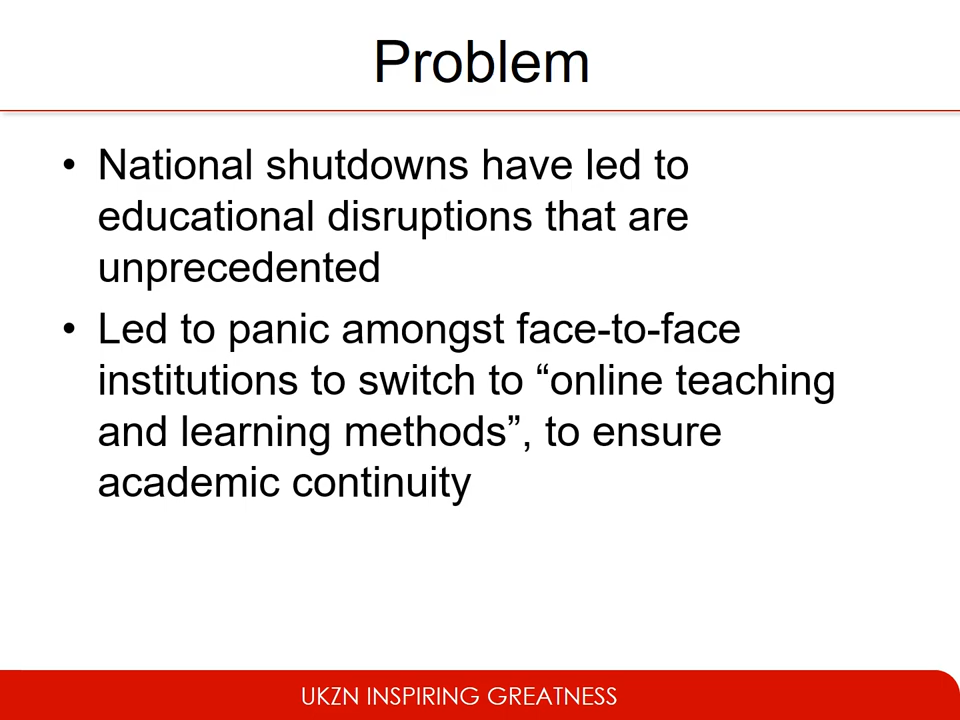 Problem
• National shutdowns have led to
educational disruptions that are
unprecedented
• Led to panic amongst face-to-face
institutions to switch to “online teaching
and learning methods”, to ensure
academic continuity
UKZN INSPIRING GREATNESS